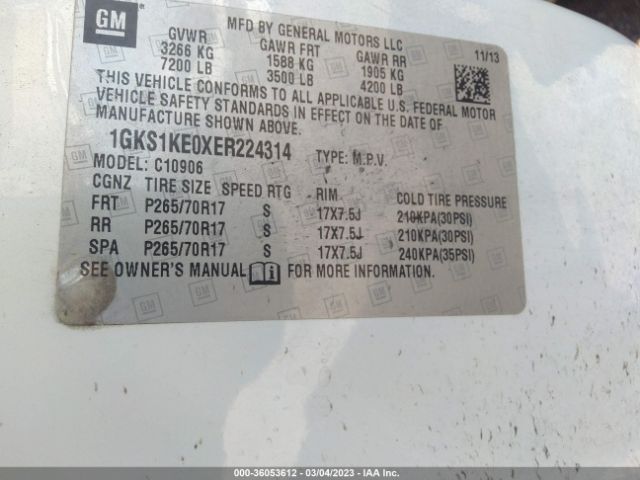 GM
MFD BY GENERAL MOTORS LLC
11/13
GVWR GAWR FRT GAWR RR
3266 KG 1588 KG 1905 KG
7200 LB 3500 LB 4200 LB
THIS VEHICLE CONFORMS TO ALL APPLICABLE U.S. FEDERAL MOTOR
VEHICLE SAFETY STANDARDS IN EFFECT ON THE DATE OF
MANUFACTURE SHOWN ABOVE.
1GKS1KE0XER224314 TYPE: M.P.V.
MODEL: C10906
CGNZ TIRE SIZE SPEED RTG RIM COLD TIRE PRESSURE
FRT P265/70R17 S 17X7.5J 210KPA(30PSI)
RR P265/70R17 S 17X7.5J 210KPA(30PSI)
SPA P265/70R17 S 17X7.5J 240KPA(35PSI)
SEE OWNER'S MANUAL FOR MORE INFORMATION.
000-36053612 - 03/04/2023 - IAA Inc.